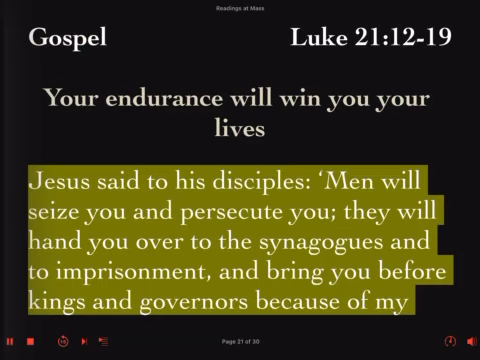 Readings at Mass
Gospel Luke 21:12-19
Your endurance will win you your
lives
Jesus said to his disciples: ‘Men will
seize you and persecute you; they will
hand you over to the synagogues and
to imprisonment, and bring you before
kings and governors because of my
Page 21 of 30